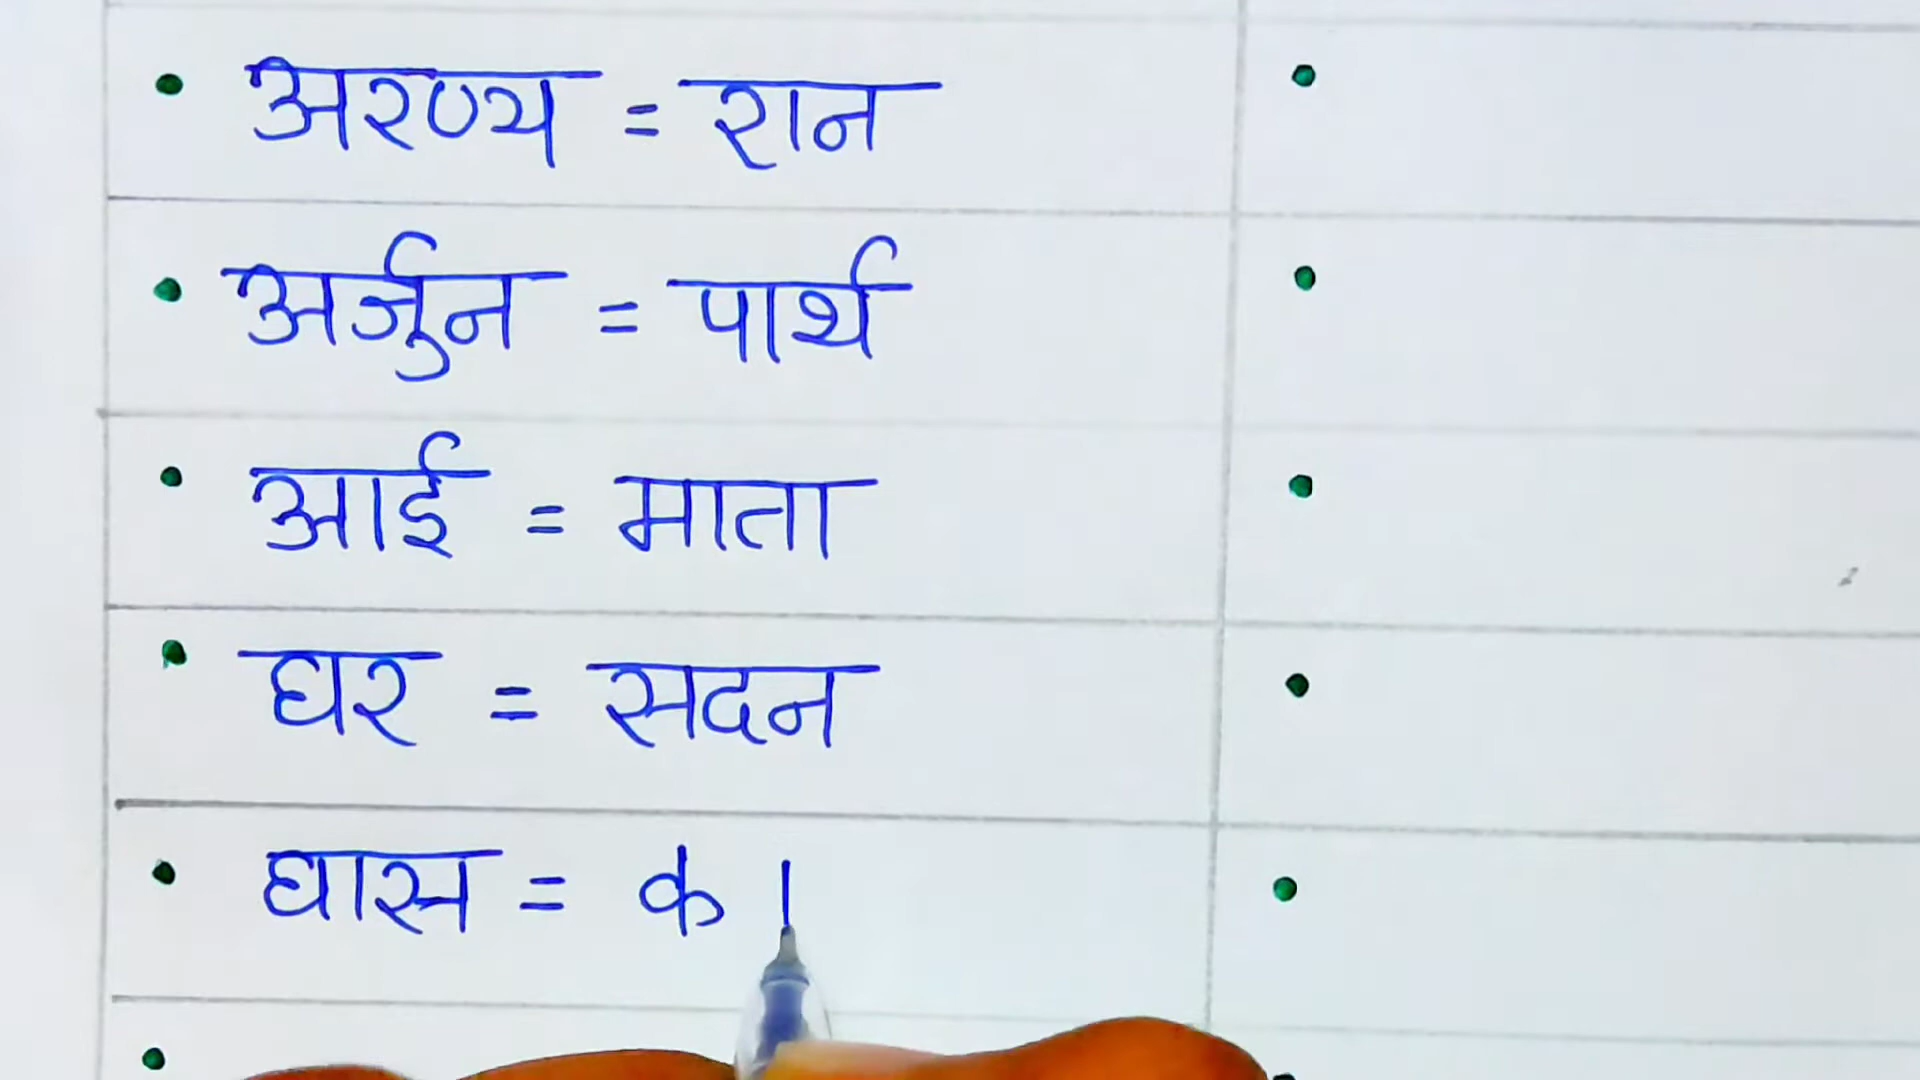 • अरण्य = रान
• अर्जुन = पार्थ
• आई = माता
• घर = सदन
• घास = क